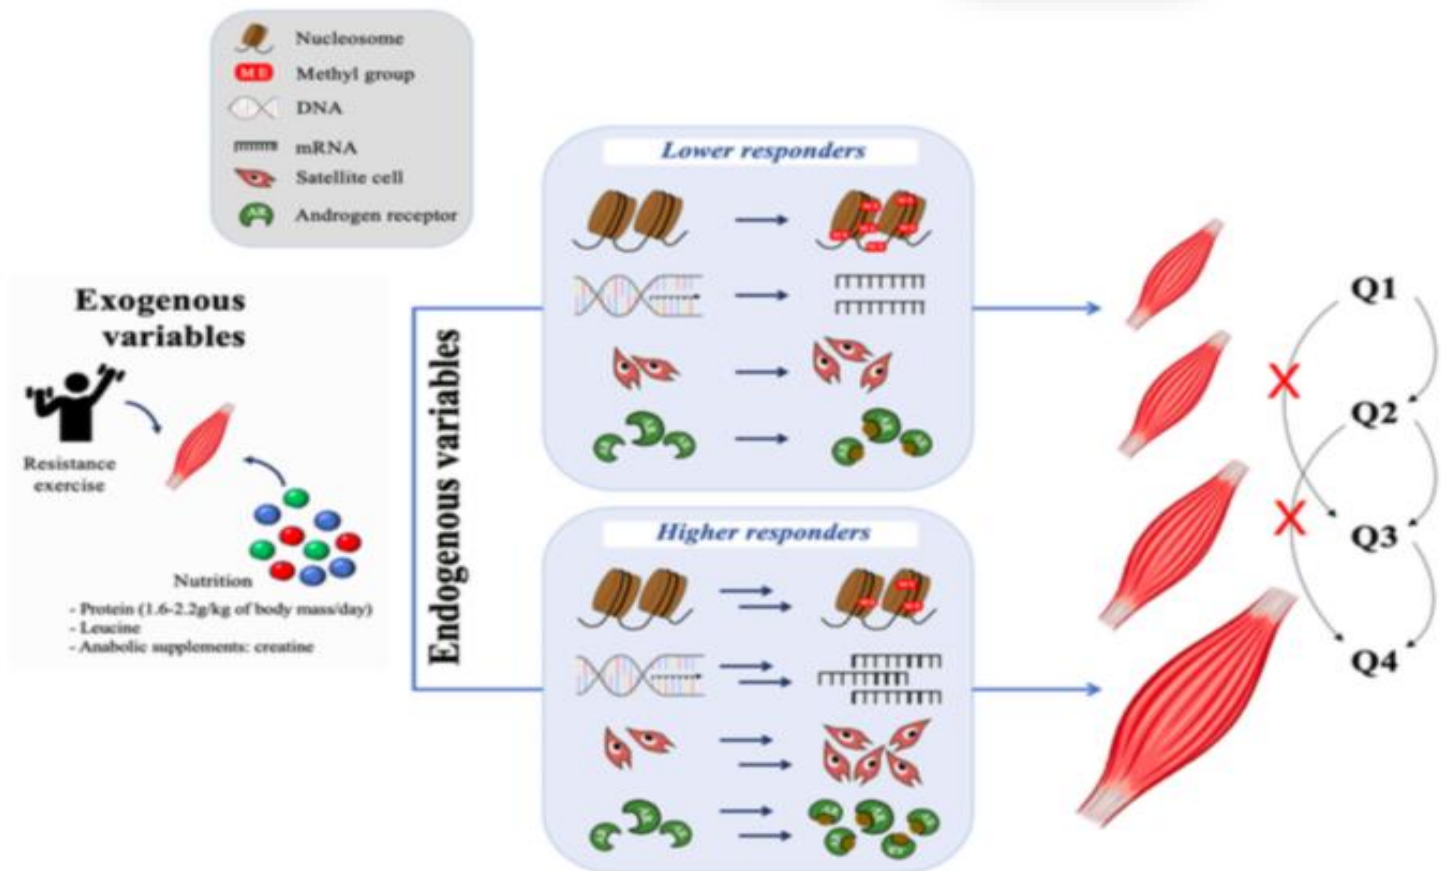 Nucleosome
ME
Methyl group
DNA
mRNA
Satellite cell
AR
Androgen receptor
Exogenous
variables
Resistance
exercise
Nutrition
- Protein (1.6-2.2g/kg of body mass/day)
- Leucine
- Anabolic supplements: creatine
Endogenous variables
Lower responders
Higher responders
Q1
X
Q2
X
Q3
Q4